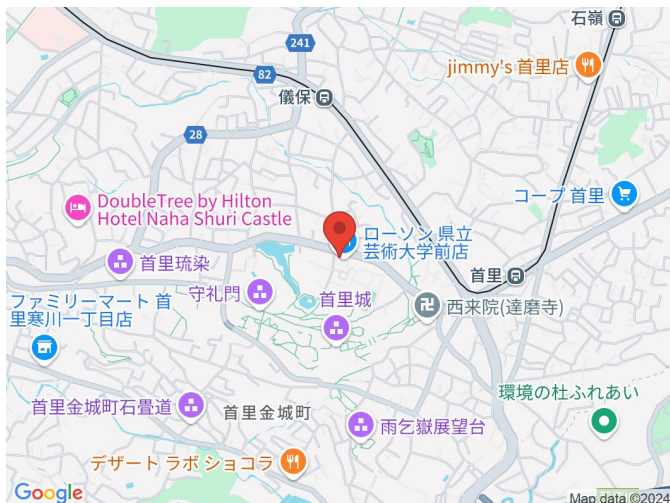 石嶺
241
jimmy's 首里店
82
儀保
28
DoubleTree by Hilton
Hotel Naha Shuri Castle
コープ 首里
ローソン 県立
芸術大学前店
首里琉染
首里
守礼門
首里城
ファミリーマート 首
里寒川一丁目店
西来院(達磨寺)
首里金城町石畳道
首里金城町
雨乞嶽展望台
環境の杜ふれあい
デザート ラボ ショコラ
Google
Map data ©2024